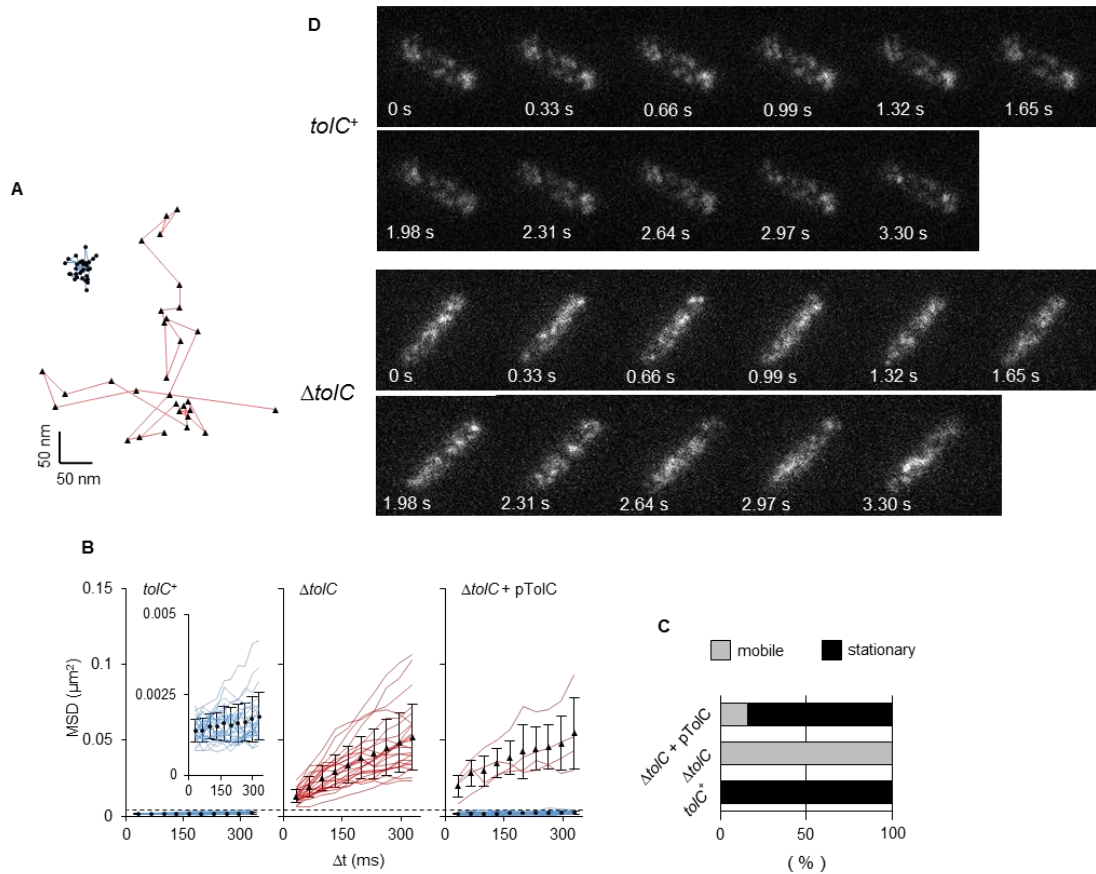 D
0 s 0.33 s 0.66 s 0.99 s 1.32 s 1.65 s
tolC⁺
1.98 s 2.31 s 2.64 s 2.97 s 3.30 s
A
50 nm
50 nm
0 s 0.33 s 0.66 s 0.99 s 1.32 s 1.65 s
ΔtolC
1.98 s 2.31 s 2.64 s 2.97 s 3.30 s
B
tolC⁺ ΔtolC ΔtolC + pTolC
0.15
0.1
0.05
0
MSD (μm²)
0.005
0.0025
0
0 150 300
150 300 150 300 150 300
Δt (ms)
C
mobile stationary
ΔtolC + pTolC
ΔtolC
tolC⁺
0 50 100
( % )